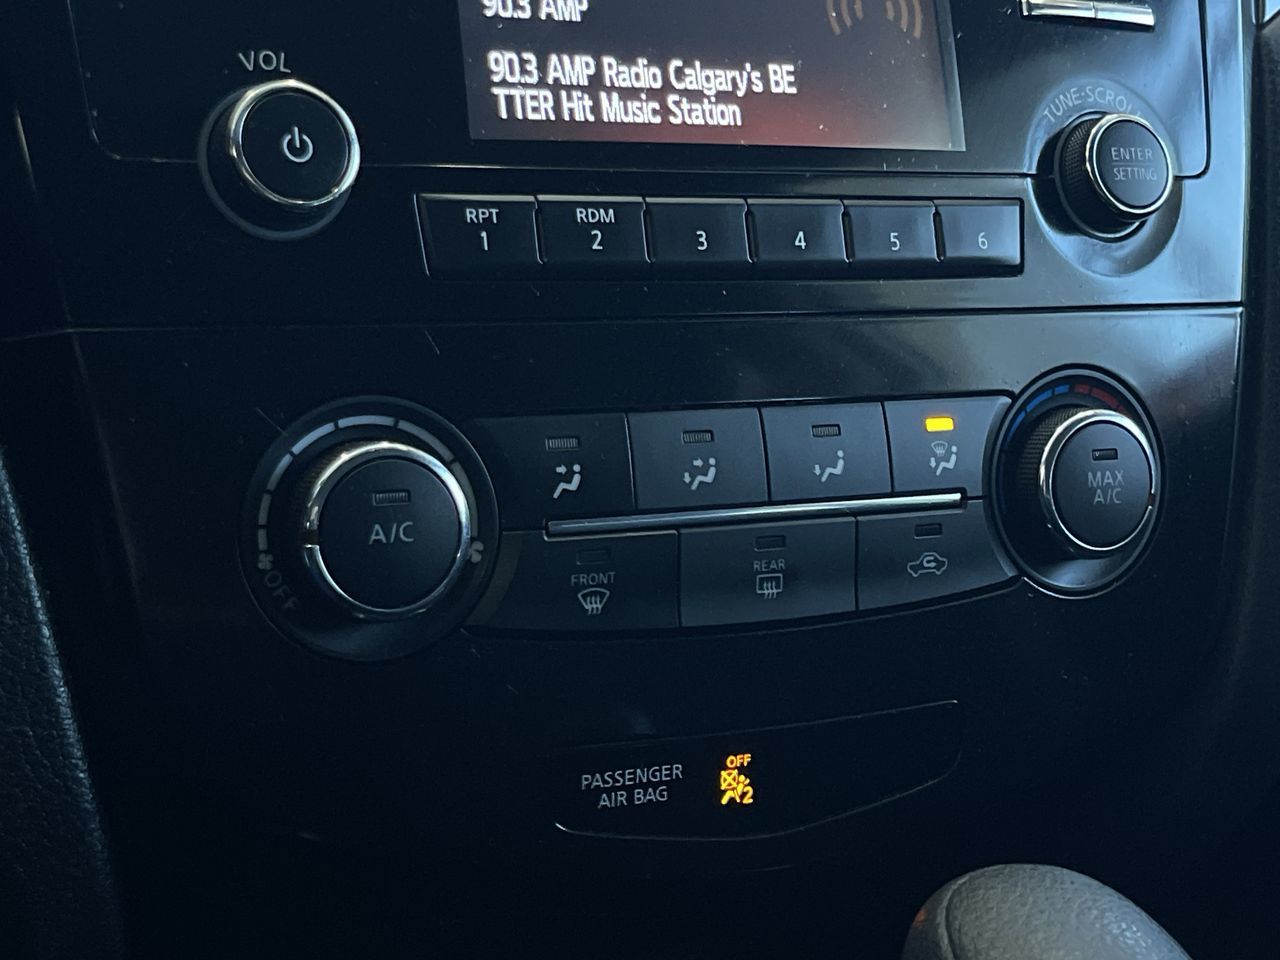 90.3 AMP
VOL
90.3 AMP Radio Calgary's BE
TTER Hit Music Station
TUNE·SCROLL
ENTER
SETTING
RPT
1
RDM
2
3
4
5
6
A/C
OFF
MAX
A/C
FRONT
REAR
PASSENGER
AIR BAG
OFF
2